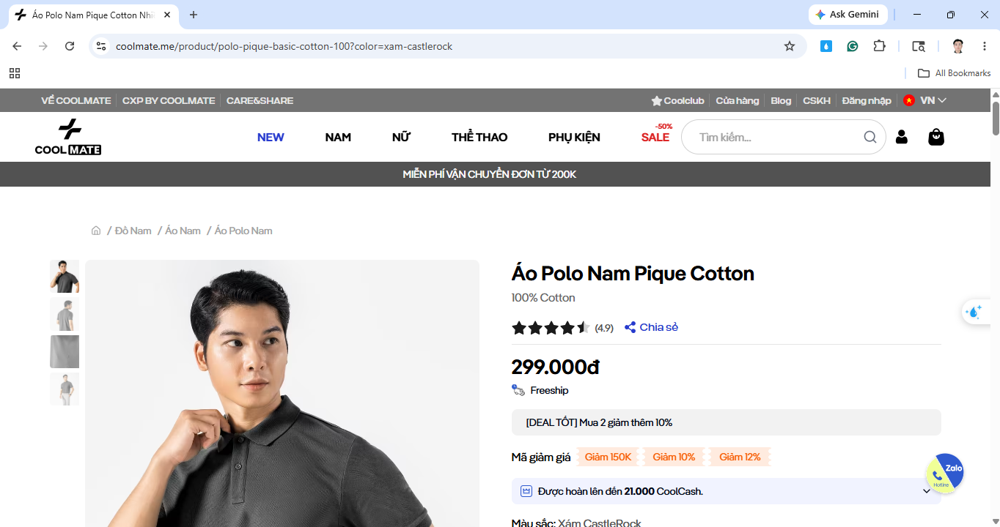 Áo Polo Nam Pique Cotton Nhi
Ask Gemini
coolmate.me/product/polo-pique-basic-cotton-100?color=xam-castlerock
All Bookmarks
VỀ COOLMATE CXP BY COOLMATE CARE&SHARE Coolclub Cửa hàng Blog CSKH Đăng nhập VN
COOLMATE
NEW NAM NỮ THỂ THAO PHỤ KIỆN SALE -50% Tìm kiếm...
MIỄN PHÍ VẬN CHUYỂN ĐƠN TỪ 200K
/ Đồ Nam / Áo Nam / Áo Polo Nam
Áo Polo Nam Pique Cotton
100% Cotton
(4.9) Chia sẻ
299.000đ
Freeship
[DEAL TỐT] Mua 2 giảm thêm 10%
Mã giảm giá Giảm 150K Giảm 10% Giảm 12%
Zalo
Hotline
Được hoàn lên đến 21.000 CoolCash.
Màu sắc: Xám CastleRock